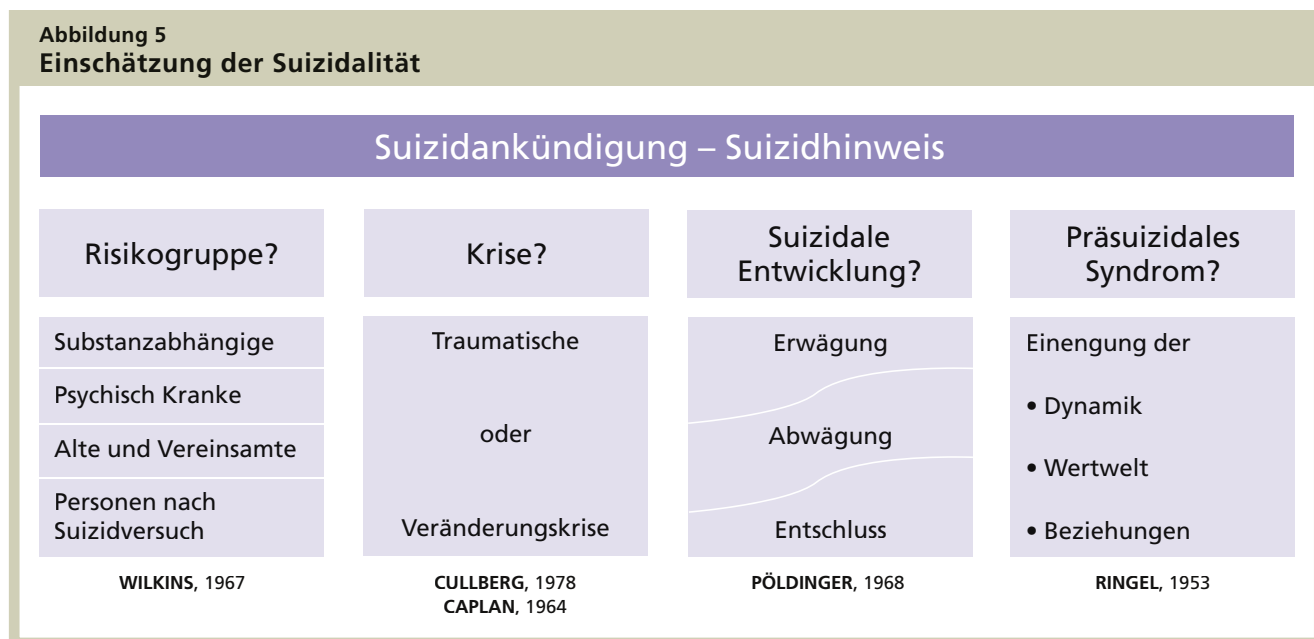 Abbildung 5
Einschätzung der Suizidalität
Suizidankündigung – Suizidhinweis
Risikogruppe?
Substanzabhängige
Psychisch Kranke
Alte und Vereinsamte
Personen nach
Suizidversuch
WILKINS, 1967
Krise?
Traumatische
oder
Veränderungskrise
CULLBERG, 1978
CAPLAN, 1964
Suizidale
Entwicklung?
Erwägung
Abwägung
Entschluss
PÖLDINGER, 1968
Präsuizidales
Syndrom?
Einengung der
• Dynamik
• Wertwelt
• Beziehungen
RINGEL, 1953